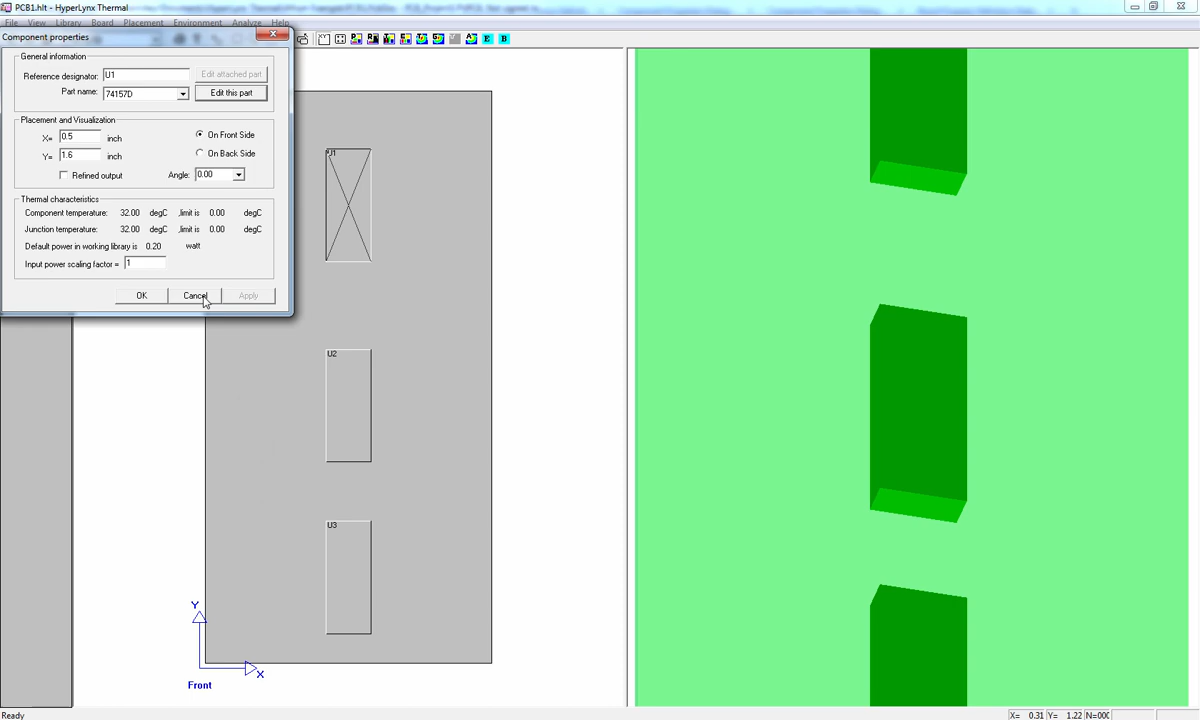 PCB1.hlt - HyperLynx Thermal
File View Library Board Placement Environment Analyze Help
Component properties
General information
Reference designator: U1 Edit attached part
Part name: 74157D Edit this part
Placement and Visualization
X= 0.5 inch On Front Side
Y= 1.6 inch On Back Side
Refined output Angle: 0.00
Thermal characteristics
Component temperature: 32.00 degC ,limit is 0.00 degC
Junction temperature: 32.00 degC ,limit is 0.00 degC
Default power in working library is 0.20 watt
Input power scaling factor = 1
OK Cancel Apply
E B
U1
U2
U3
Y
X
Front
Ready X= 0.31 Y= 1.22 N=000